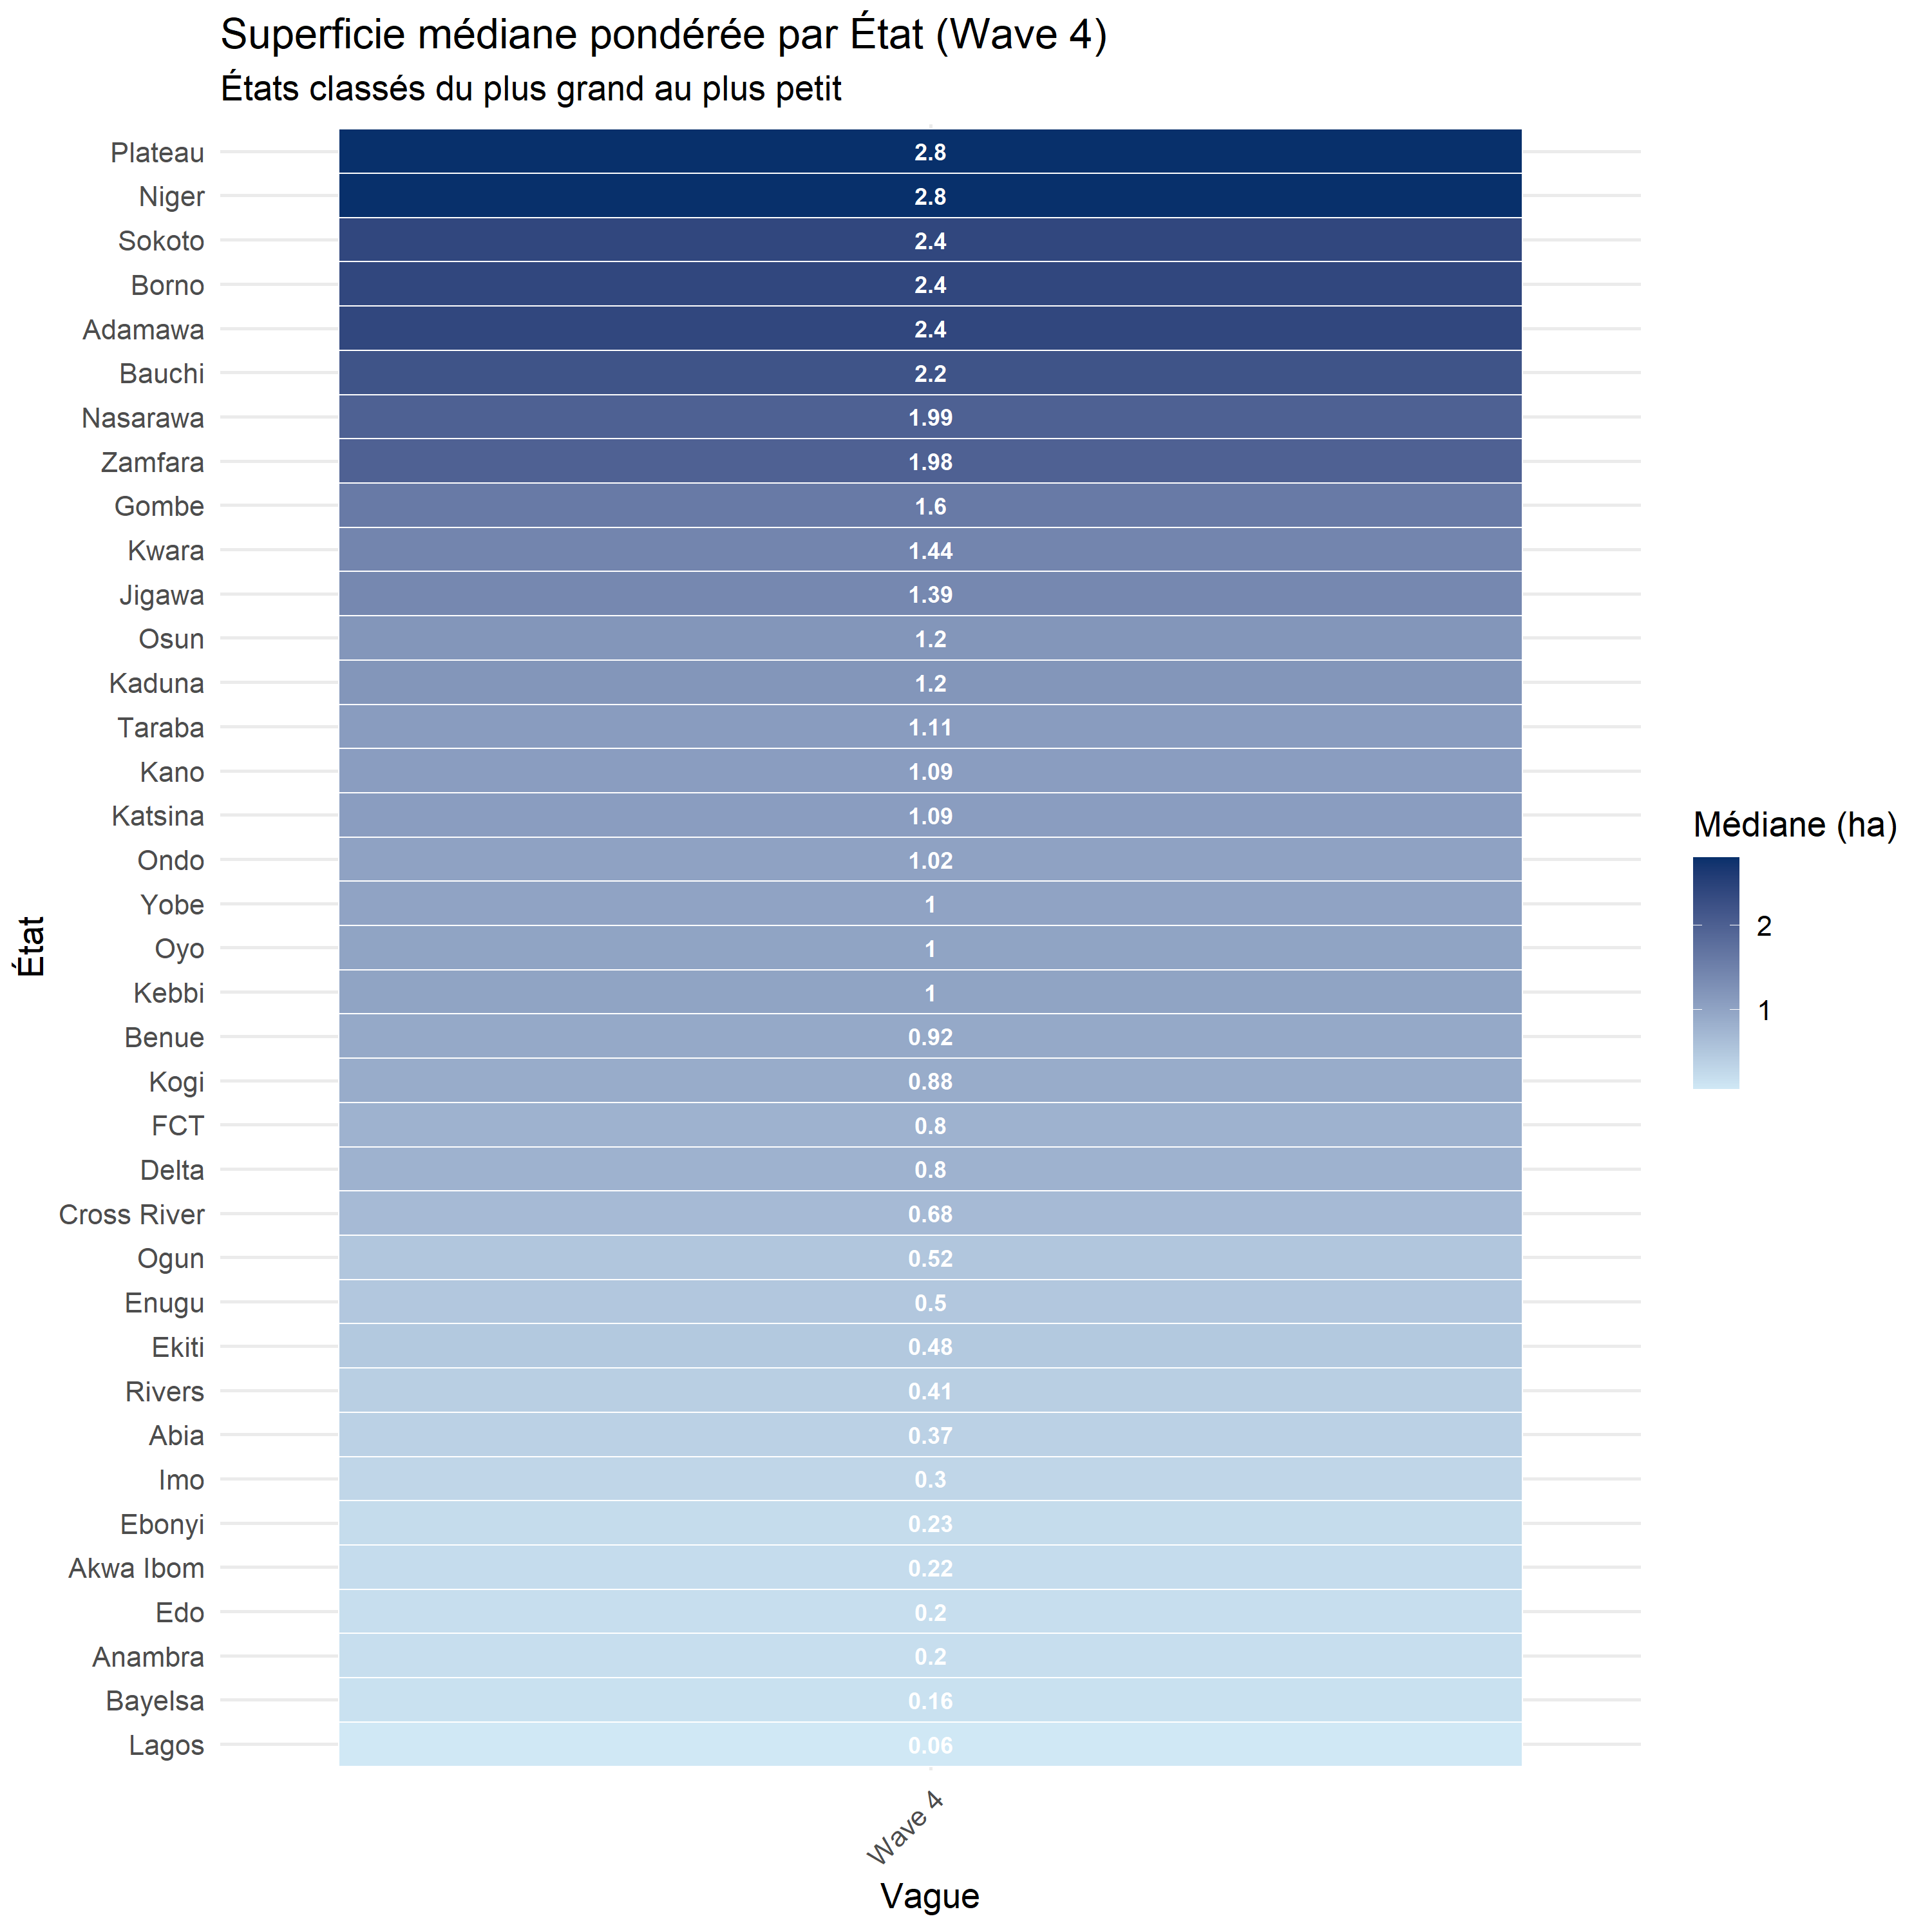 Superficie médiane pondérée par État (Wave 4)
États classés du plus grand au plus petit
Plateau 2.8
Niger 2.8
Sokoto 2.4
Borno 2.4
Adamawa 2.4
Bauchi 2.2
Nasarawa 1.99
Zamfara 1.98
Gombe 1.6
Kwara 1.44
Jigawa 1.39
Osun 1.2
Kaduna 1.2
Taraba 1.11
Kano 1.09
Katsina 1.09
Ondo 1.02
Yobe 1
Oyo 1
Kebbi 1
Benue 0.92
Kogi 0.88
FCT 0.8
Delta 0.8
Cross River 0.68
Ogun 0.52
Enugu 0.5
Ekiti 0.48
Rivers 0.41
Abia 0.37
Imo 0.3
Ebonyi 0.23
Akwa Ibom 0.22
Edo 0.2
Anambra 0.2
Bayelsa 0.16
Lagos 0.06
Wave 4
Vague
État
Médiane (ha)
2
1